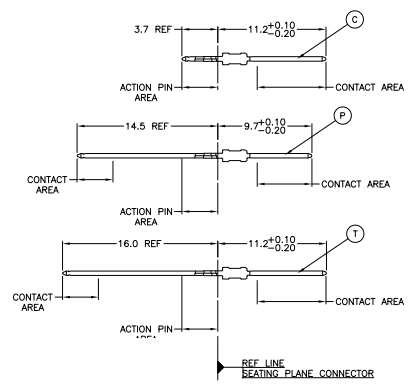 C
3.7 REF
11.2+0.10
-0.20
ACTION PIN
AREA
CONTACT AREA
P
14.5 REF
9.7+0.10
-0.20
CONTACT
AREA
CONTACT AREA
ACTION PIN
AREA
T
16.0 REF
11.2+0.10
-0.20
CONTACT
AREA
CONTACT AREA
ACTION PIN
AREA
REF LINE
SEATING PLANE CONNECTOR